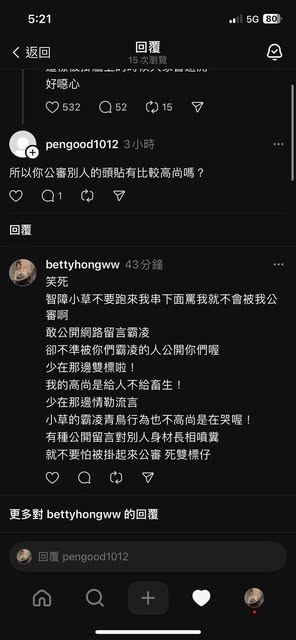 5:21
5G 80
返回
回覆
15 次瀏覽
好噁心
532
52
15
pengood1012 3小時
所以你公審別人的頭貼有比較高尚嗎？
1
回覆
bettyhongww 43分鐘
笑死
智障小草不要跑來我串下面罵我就不會被我公
審啊
敢公開網路留言霸凌
卻不準被你們霸凌的人公開你們喔
少在那邊雙標啦！
我的高尚是給人不給畜生！
少在那邊情勒流言
小草的霸凌青鳥行為也不高尚是在哭喔！
有種公開留言對別人身材長相噴糞
就不要怕被掛起來公審 死雙標仔
更多對 bettyhongww 的回覆
回覆 pengood1012